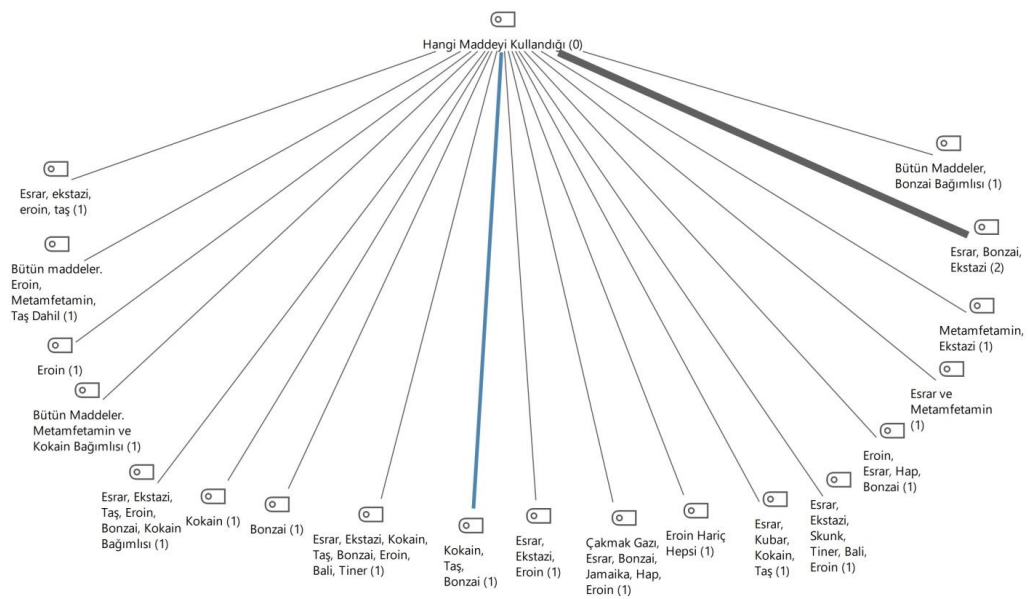 Hangi Maddeyi Kullandığı (0)
Bütün Maddeler,
Bonzai Bağımlısı (1)
Esrar, ekstazi,
eroin, taş (1)
Esrar, Bonzai,
Ekstazi (2)
Bütün maddeler.
Eroin,
Metamfetamin,
Taş Dahil (1)
Metamfetamin,
Ekstazi (1)
Eroin (1)
Esrar ve
Metamfetamin
(1)
Bütün Maddeler.
Metamfetamin ve
Kokain Bağımlısı (1)
Eroin,
Esrar, Hap,
Bonzai (1)
Esrar, Ekstazi,
Taş, Eroin,
Bonzai, Kokain
Bağımlısı (1)
Kokain (1)
Bonzai (1)
Esrar, Ekstazi, Kokain,
Taş, Bonzai, Eroin,
Bali, Tiner (1)
Kokain,
Taş,
Bonzai (1)
Esrar,
Ekstazi,
Eroin (1)
Çakmak Gazı,
Esrar, Bonzai,
Jamaika, Hap,
Eroin (1)
Eroin Hariç
Hepsi (1)
Esrar,
Kubar,
Kokain,
Taş (1)
Esrar,
Ekstazi,
Skunk,
Tiner, Bali,
Eroin (1)